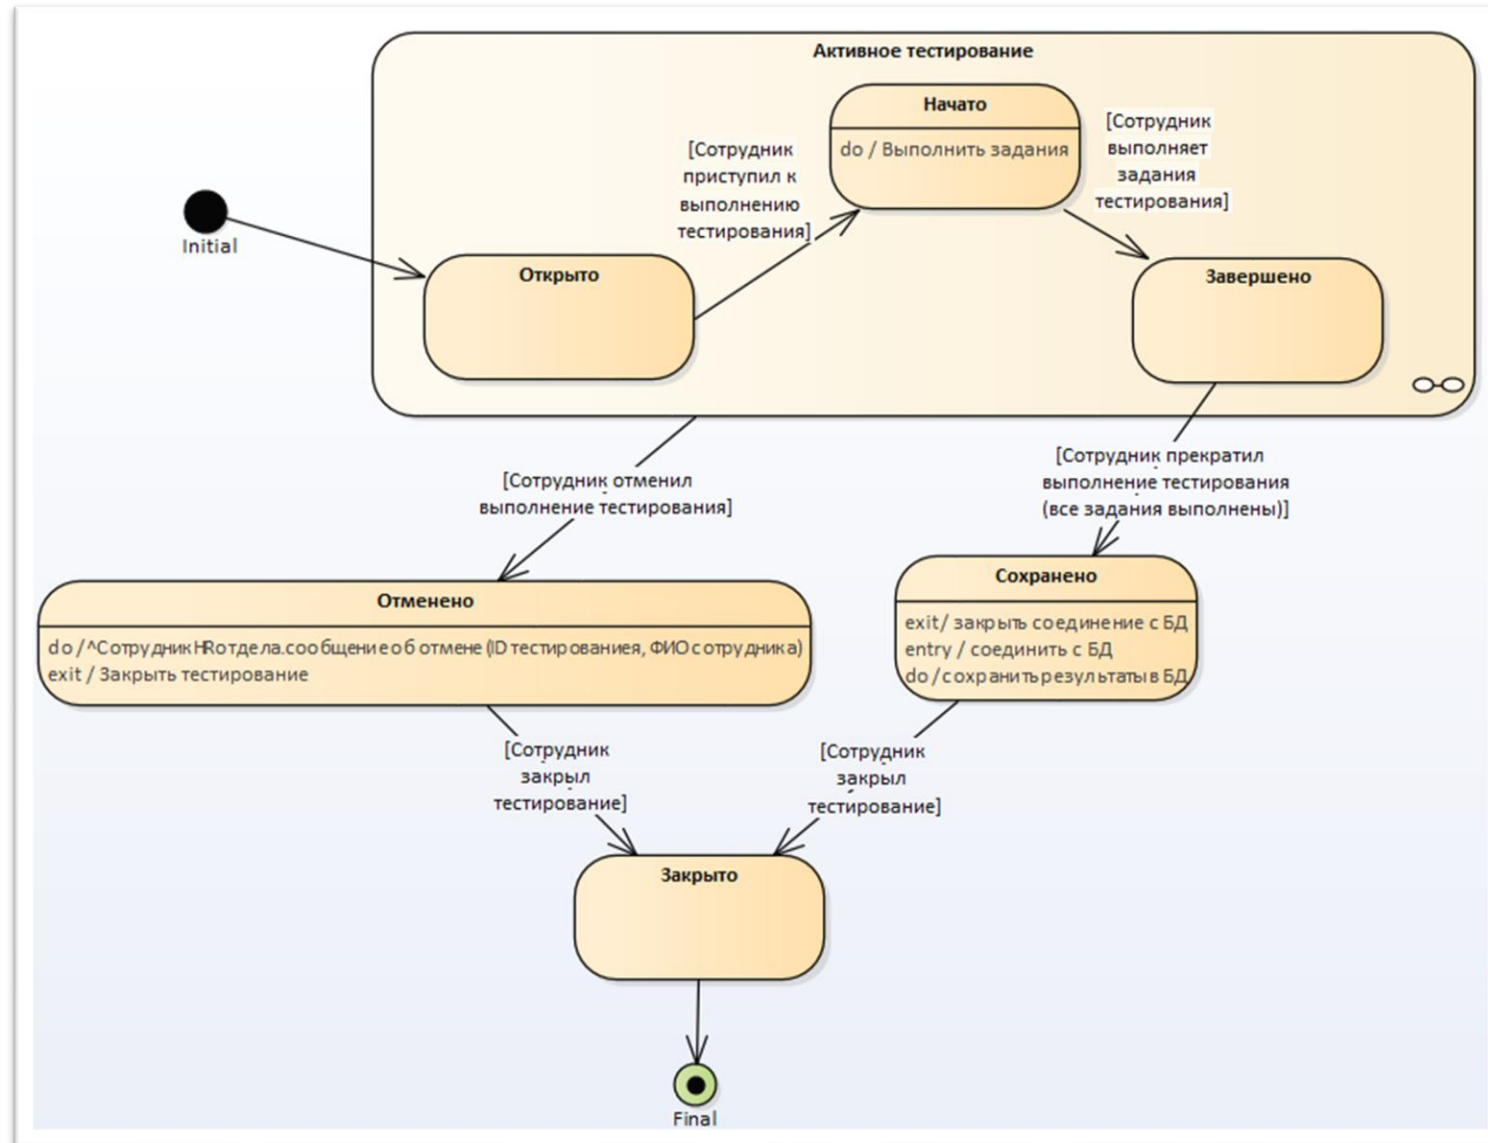 Активное тестирование
Начато
do / Выполнить задания
[Сотрудник
приступил к
выполнению
тестирования]
[Сотрудник
выполняет
задания
тестирования]
Initial
Открыто
Завершено
[Сотрудник отменил
выполнение тестирования]
[Сотрудник прекратил
выполнение тестирования
(все задания выполнены)]
Отменено
do / ^СотрудникHRотдела.сообщение об отмене (ID тестированиея, ФИО сотрудника)
exit / Закрыть тестирование
Сохранено
exit / закрыть соединение с БД
entry / соединить с БД
do / сохранить результаты в БД
[Сотрудник
закрыл
тестирование]
[Сотрудник
закрыл
тестирование]
Закрыто
Final